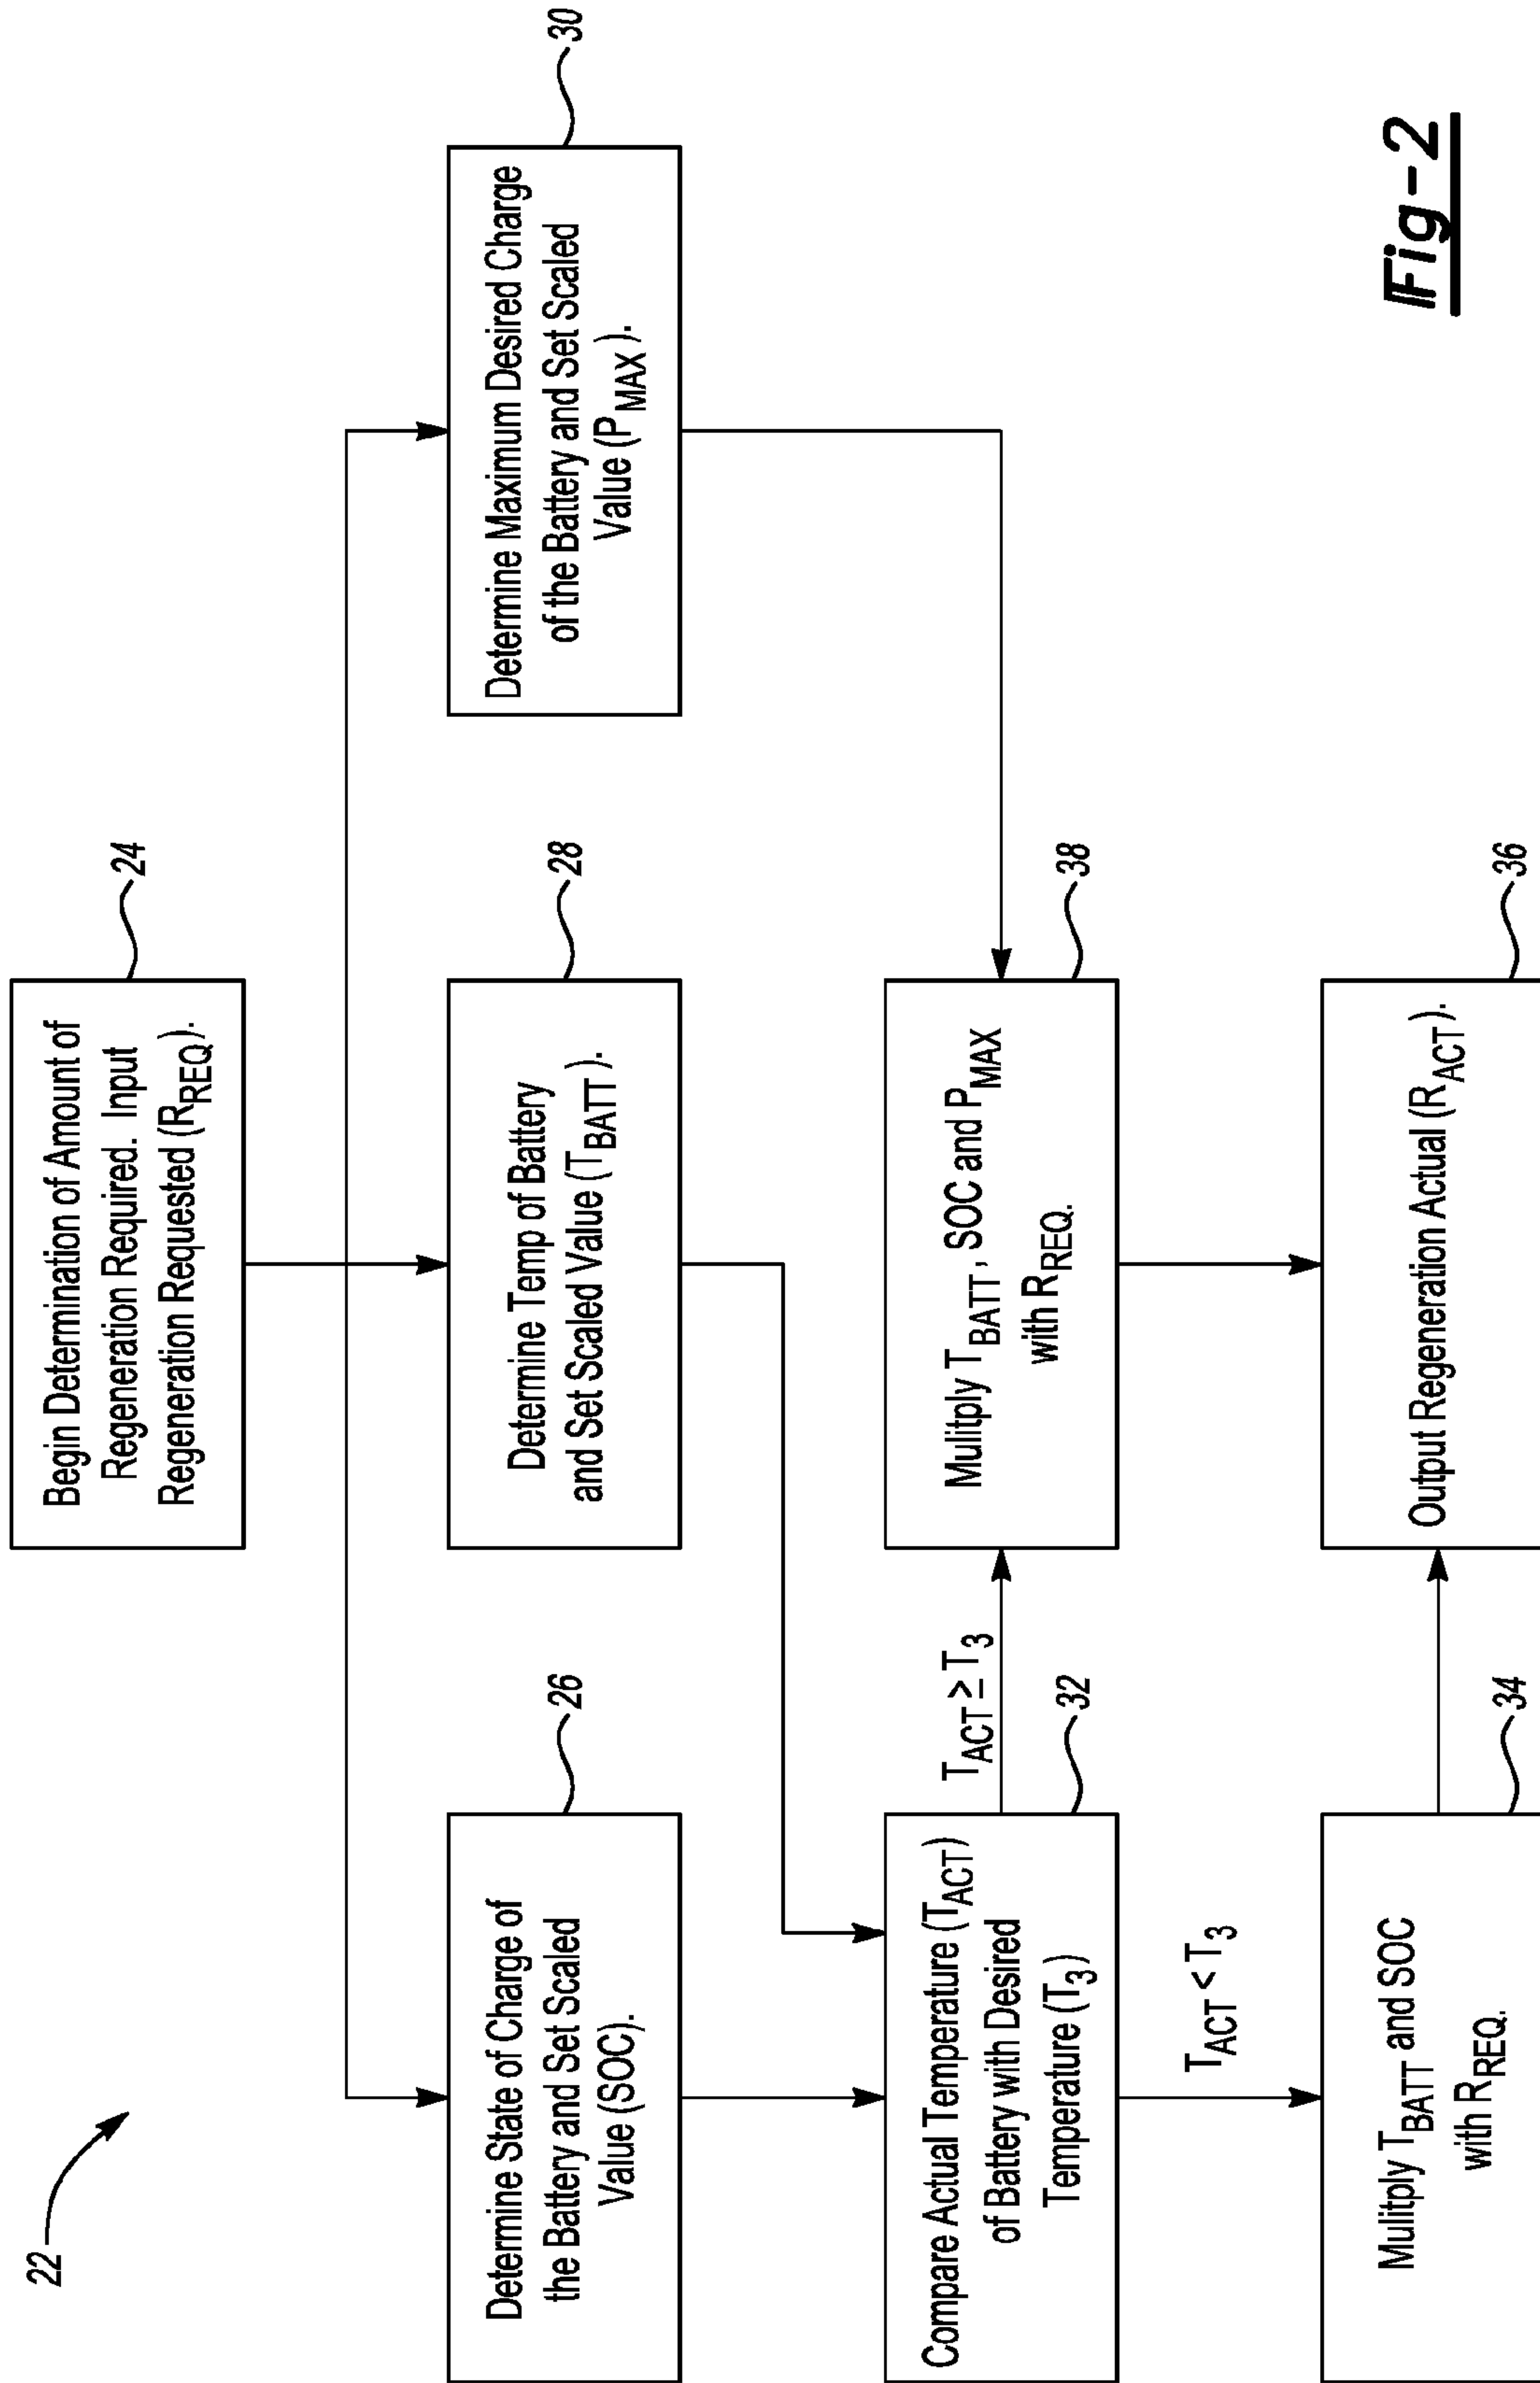 22
Begin Determination of Amount of
Regeneration Required. Input
Regeneration Requested (R_REQ).
24
Determine State of Charge of
the Battery and Set Scaled
Value (SOC).
26
Determine Temp of Battery
and Set Scaled Value (T_BATT).
28
Determine Maximum Desired Charge
of the Battery and Set Scaled
Value (P_MAX).
30
Compare Actual Temperature (T_ACT)
of Battery with Desired
Temperature (T_3)
32
T_ACT ≥ T_3
Mulitply T_BATT, SOC and P_MAX
with R_REQ.
38
T_ACT < T_3
Mulitply T_BATT and SOC
with R_REQ.
34
Output Regeneration Actual (R_ACT).
36
Fig-2